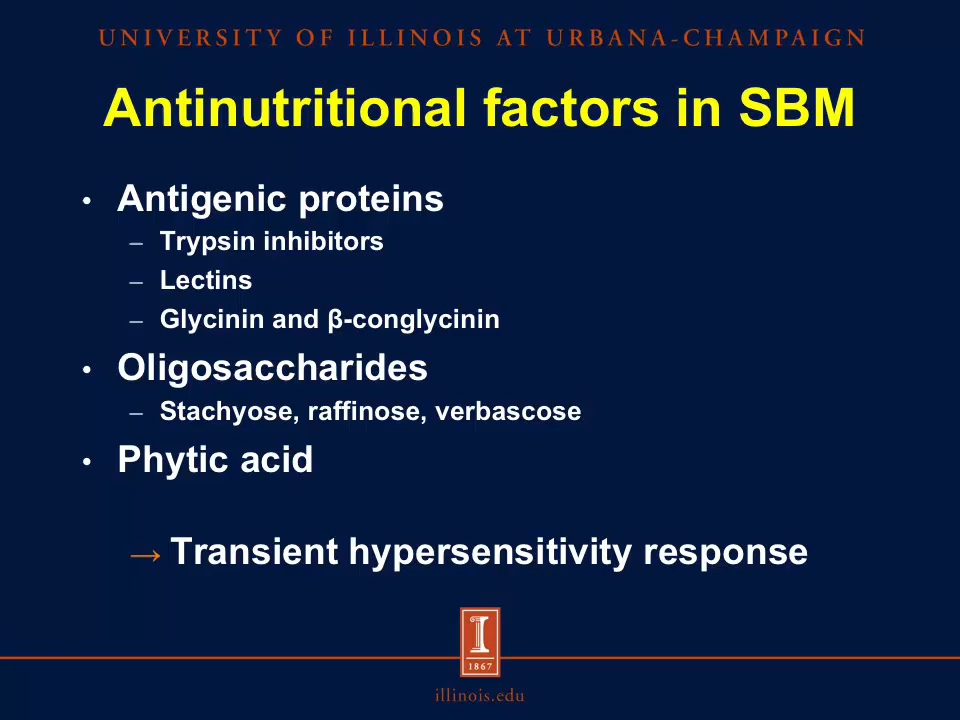 UNIVERSITY OF ILLINOIS AT URBANA-CHAMPAIGN
Antinutritional factors in SBM
• Antigenic proteins
– Trypsin inhibitors
– Lectins
– Glycinin and β-conglycinin
• Oligosaccharides
– Stachyose, raffinose, verbascose
• Phytic acid
→ Transient hypersensitivity response
I
1867
illinois.edu